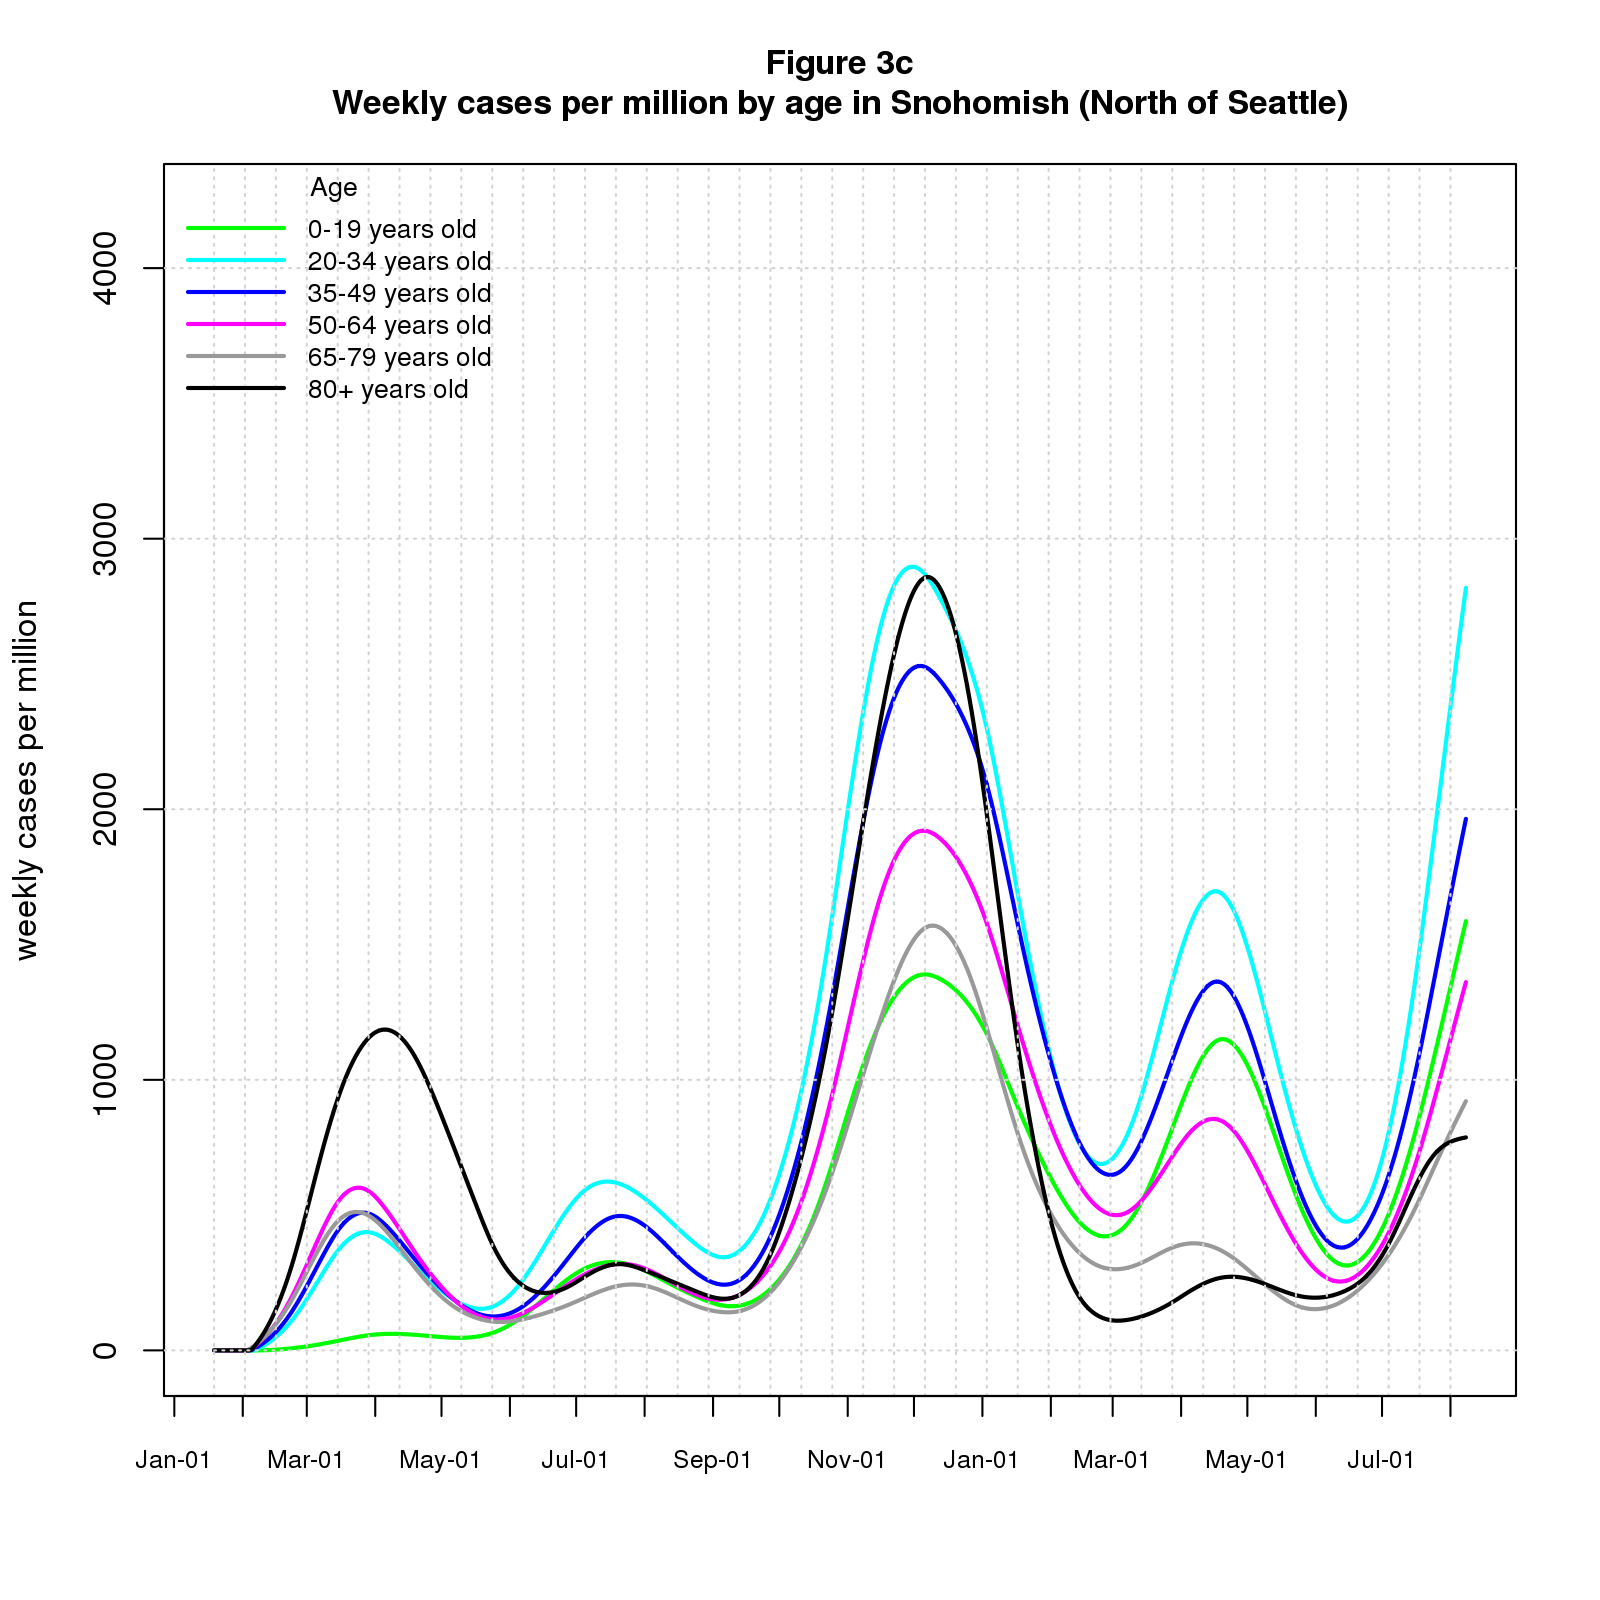 Figure 3c
Weekly cases per million by age in Snohomish (North of Seattle)
Age
0-19 years old
20-34 years old
35-49 years old
50-64 years old
65-79 years old
80+ years old
weekly cases per million
4000
3000
2000
1000
0
Jan-01 Mar-01 May-01 Jul-01 Sep-01 Nov-01 Jan-01 Mar-01 May-01 Jul-01